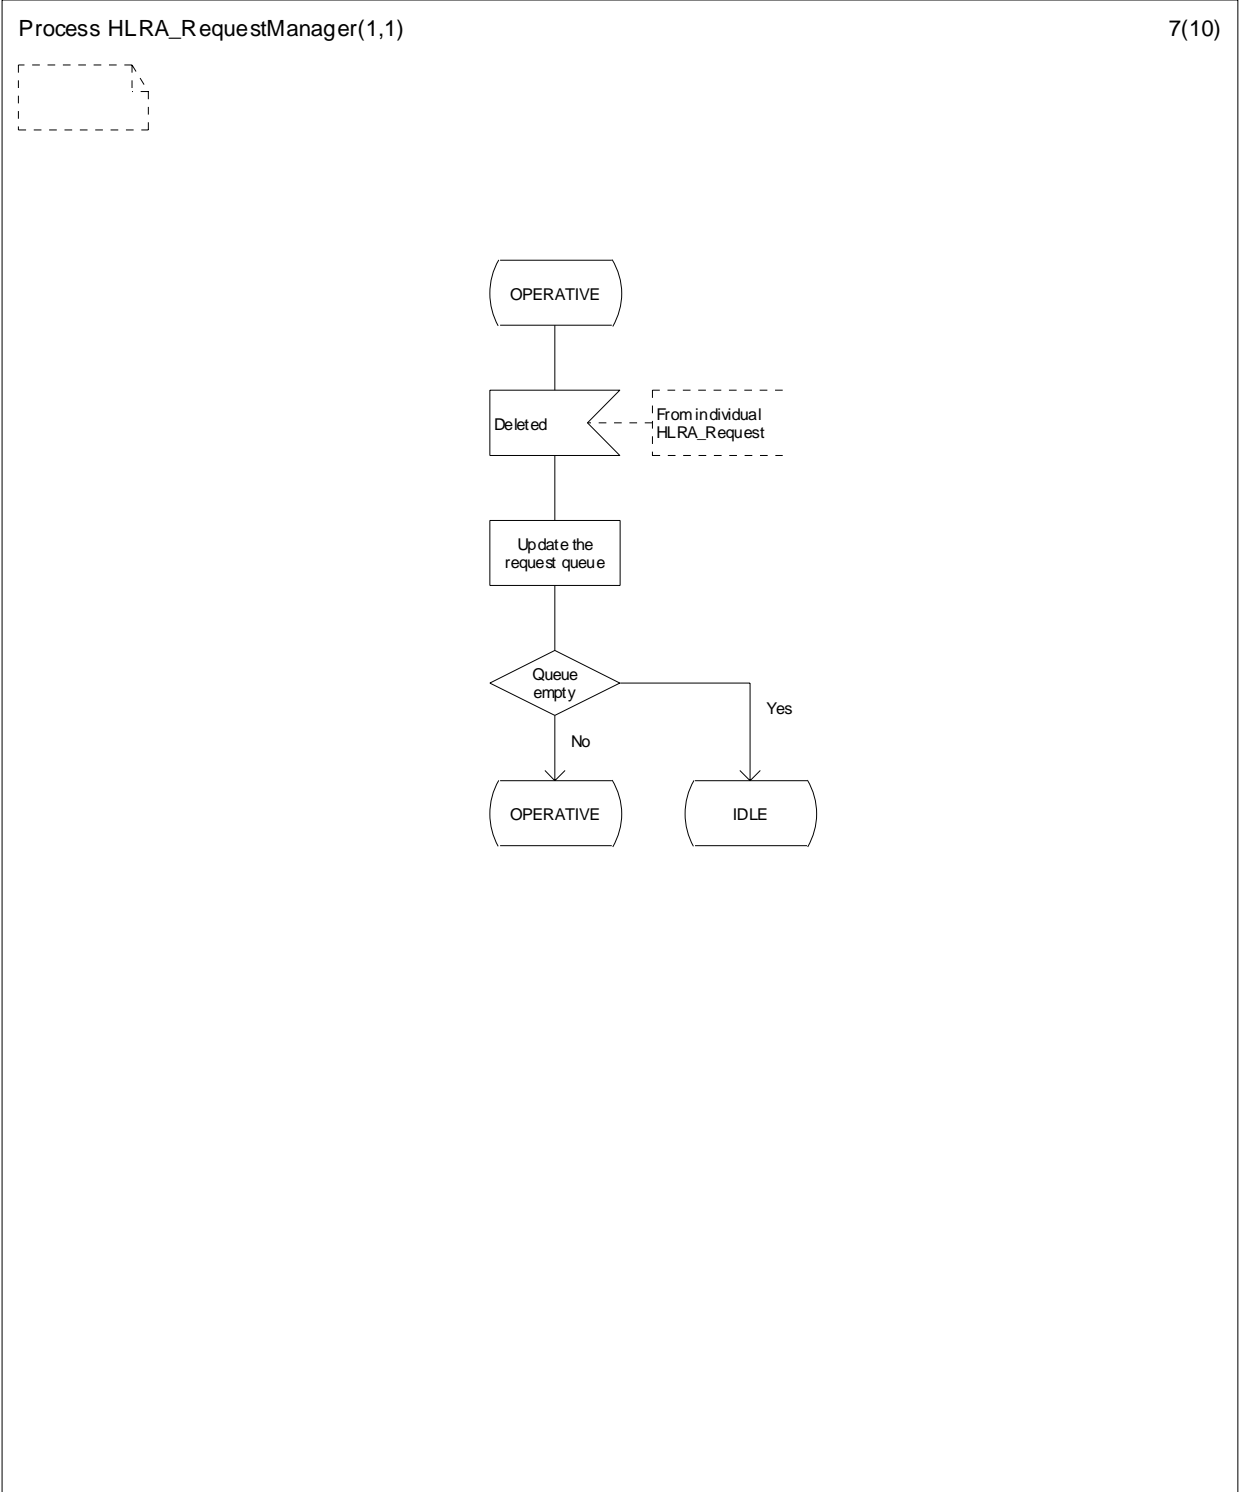 Process HLRA_RequestManager(1,1)
7(10)
OPERATIVE
Deleted
From individual
HLRA_Request
Update the
request queue
Queue
empty
Yes
No
OPERATIVE
IDLE